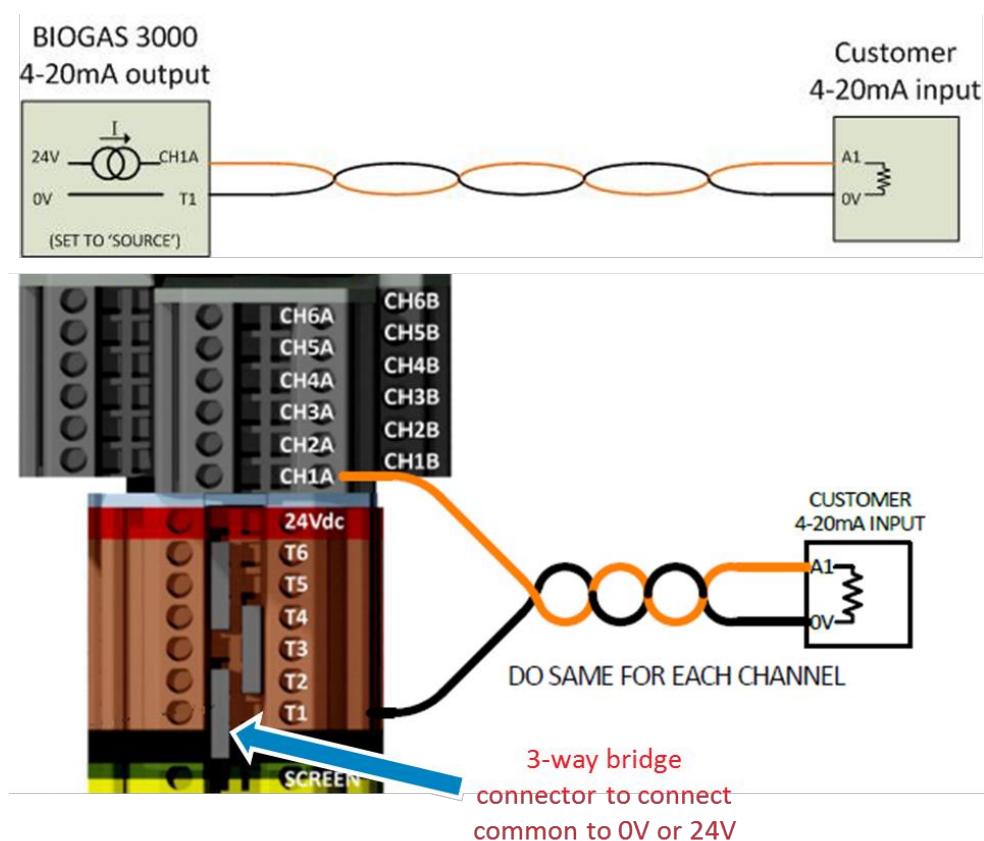 BIOGAS 3000
4-20mA output
Customer
4-20mA input
I
24V
CH1A
0V
T1
(SET TO 'SOURCE')
A1
0V
CH6A
CH5A
CH4A
CH3A
CH2A
CH1A
CH6B
CH5B
CH4B
CH3B
CH2B
CH1B
24Vdc
T6
T5
T4
T3
T2
T1
SCREEN
CUSTOMER
4-20mA INPUT
A1
0V
DO SAME FOR EACH CHANNEL
3-way bridge
connector to connect
common to 0V or 24V